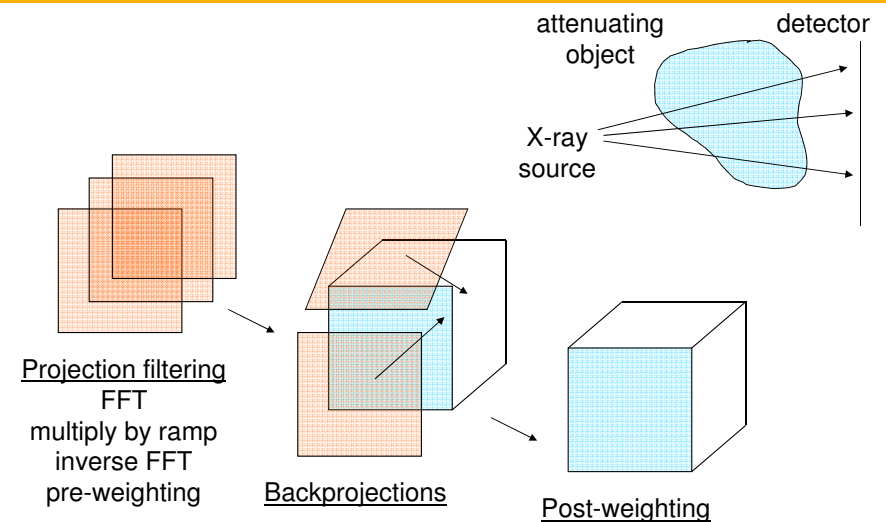 attenuating
object
detector
X-ray
source
Projection filtering
FFT
multiply by ramp
inverse FFT
pre-weighting
Backprojections
Post-weighting